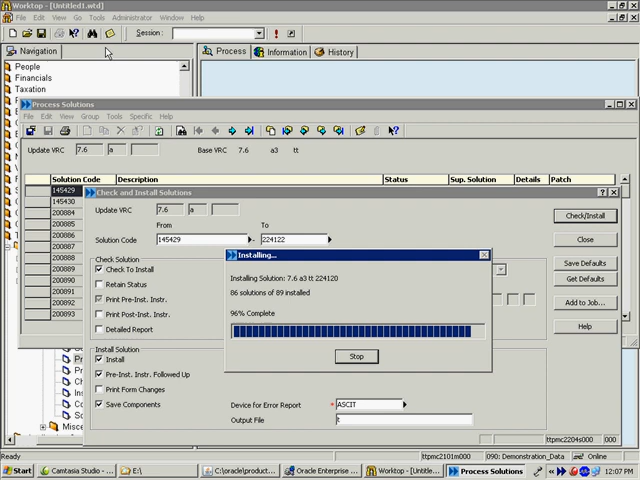 Worktop - [Untitled1.wtd]
File Edit View Go Tools Administrator Window Help
Session:
Navigation
Process Information History
People
Financials
Taxation
Process Solutions
File Edit View Group Tools Specific Help
Update VRC 7.6 a Base VRC 7.6 a3 tt
Solution Code Description Status Sup. Solution Details Patch
145429
145430
200884
200885
200886
200887
200888
200889
200890
200891
200892
200893
Check and Install Solutions
Update VRC 7.6 a
From To
Solution Code 145429 - 224122
Check Solution
Check To Install
Retain Status
Print Pre-Inst. Instr.
Print Post-Inst. Instr.
Detailed Report
Install Solution
Install
Pre-Inst. Instr. Followed Up
Print Form Changes
Save Components
Device for Error Report * ASCIT
Output File t
Check/Install
Close
Save Defaults
Get Defaults
Add to Job...
Help
Installing...
Installing Solution: 7.6 a3 tt 224120
86 solutions of 89 installed
96% Complete
Stop
ttpmc2204s000 000
Ready
ttpmc2101m000 090: Demonstration_Data Online
Start Camtasia Studio - ... E:\ C:\oracle\product... Oracle Enterprise ... Worktop - [Untitle... Process Solutions 12:07 PM